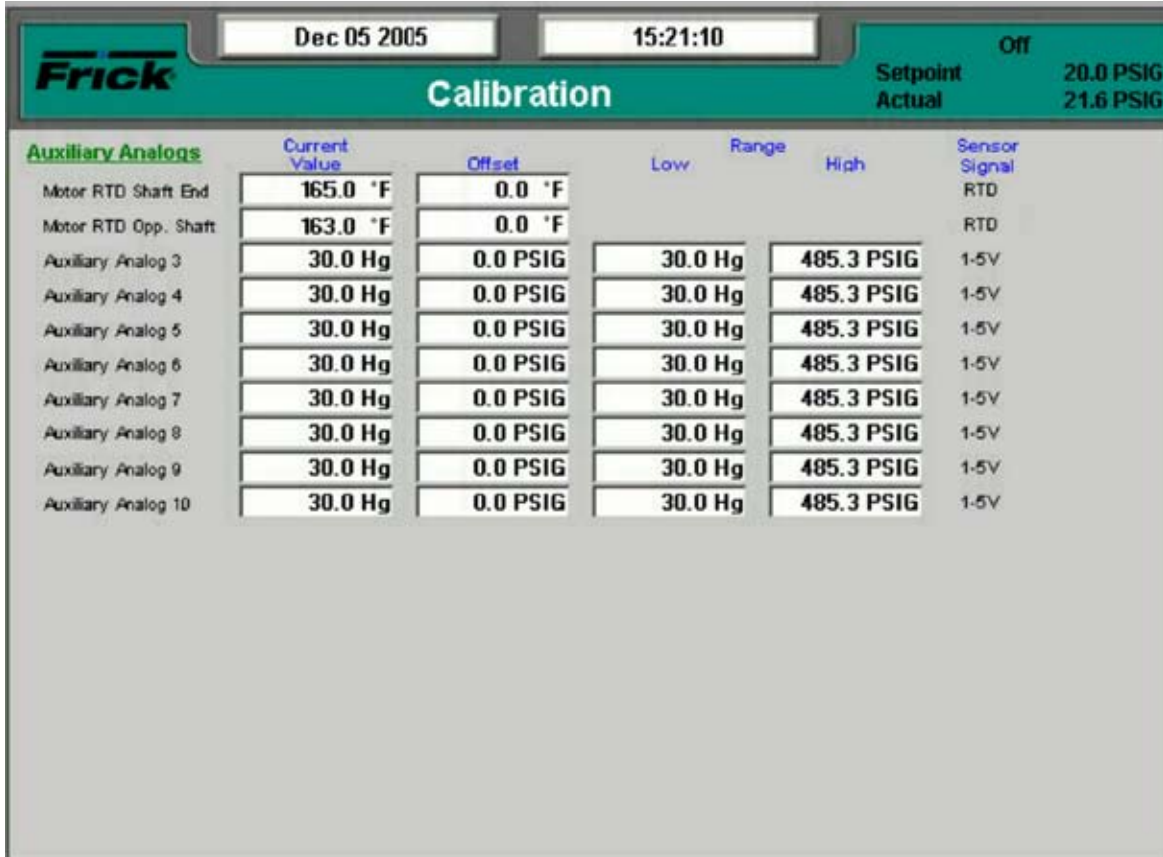 Dec 05 2005 15:21:10 Off
Frick Calibration Setpoint 20.0 PSIG
Actual 21.6 PSIG
Auxiliary Analogs Current Value Offset Range Low High Sensor Signal
Motor RTD Shaft End 165.0 °F 0.0 °F RTD
Motor RTD Opp. Shaft 163.0 °F 0.0 °F RTD
Auxiliary Analog 3 30.0 Hg 0.0 PSIG 30.0 Hg 485.3 PSIG 1-5V
Auxiliary Analog 4 30.0 Hg 0.0 PSIG 30.0 Hg 485.3 PSIG 1-5V
Auxiliary Analog 5 30.0 Hg 0.0 PSIG 30.0 Hg 485.3 PSIG 1-5V
Auxiliary Analog 6 30.0 Hg 0.0 PSIG 30.0 Hg 485.3 PSIG 1-5V
Auxiliary Analog 7 30.0 Hg 0.0 PSIG 30.0 Hg 485.3 PSIG 1-5V
Auxiliary Analog 8 30.0 Hg 0.0 PSIG 30.0 Hg 485.3 PSIG 1-5V
Auxiliary Analog 9 30.0 Hg 0.0 PSIG 30.0 Hg 485.3 PSIG 1-5V
Auxiliary Analog 10 30.0 Hg 0.0 PSIG 30.0 Hg 485.3 PSIG 1-5V